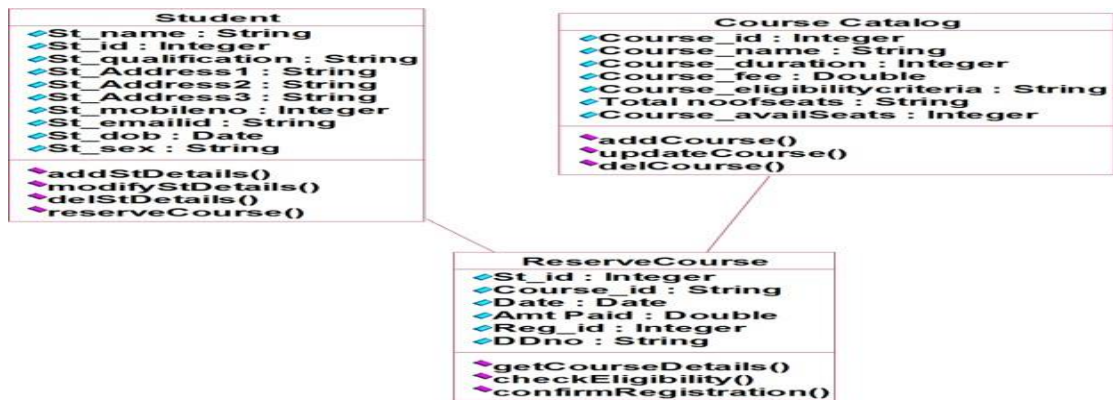 Student
St_name : String
St_id : Integer
St_qualification : String
St_Address1 : String
St_Address2 : String
St_Address3 : String
St_mobileno : Integer
St_emailid : String
St_dob : Date
St_sex : String
addStDetails()
modifyStDetails()
delStDetails()
reserveCourse()
Course Catalog
Course_id : Integer
Course_name : String
Course_duration : Integer
Course_fee : Double
Course_eligibilitycriteria : String
Total noofseats : String
Course_availSeats : Integer
addCourse()
updateCourse()
delCourse()
ReserveCourse
St_id : Integer
Course_id : String
Date : Date
Amt Paid : Double
Reg_id : Integer
DDno : String
getCourseDetails()
checkEligibility()
confirmRegistration()